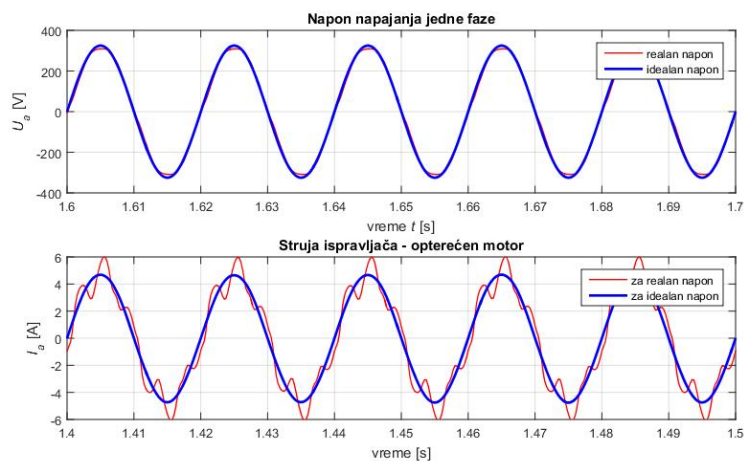 Napon napajanja jedne faze
400
200
0
-200
-400
U_a [V]
realan napon
idealan napon
1.6 1.61 1.62 1.63 1.64 1.65 1.66 1.67 1.68 1.69 1.7
vreme t [s]
Struja ispravljača - opterećen motor
6
4
2
0
-2
-4
-6
I_a [A]
za realan napon
za idealan napon
1.4 1.41 1.42 1.43 1.44 1.45 1.46 1.47 1.48 1.49 1.5
vreme [s]